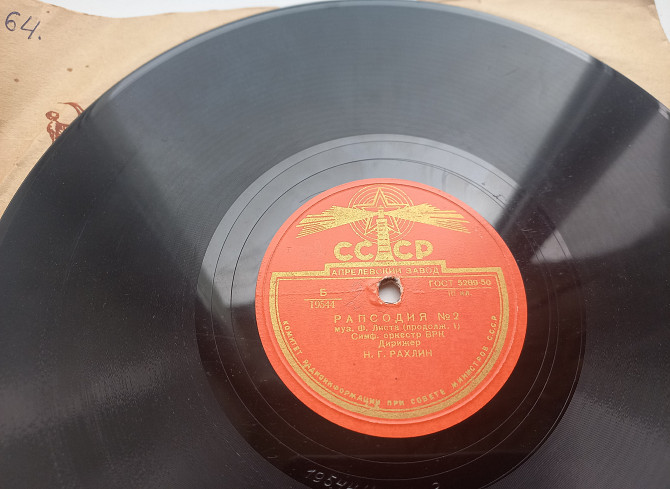 64.
СССР
АПРЕЛЕВСКИЙ ЗАВОД
Б
19544
ГОСТ 5289-50
РАПСОДИЯ №2
муз. Ф. Листа (продолж. 1)
Симф. оркестр ВРК
Дирижер
Н. Г. РАХЛИН
КОМИТЕТ РАДИОИНФОРМАЦИИ ПРИ СОВЕТЕ МИНИСТРОВ СССР